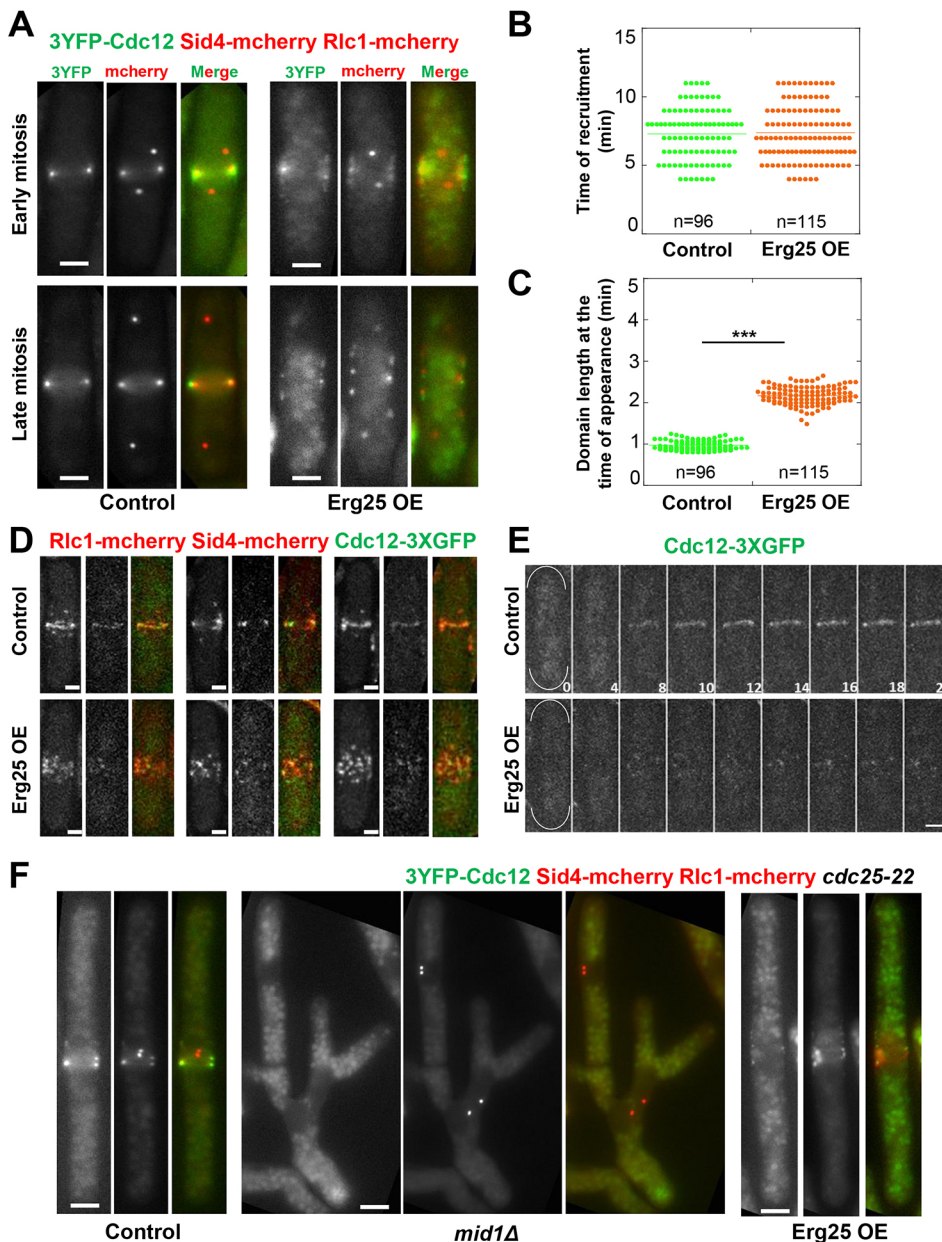 A
3YFP-Cdc12 Sid4-mcherry Rlc1-mcherry
3YFP mcherry Merge 3YFP mcherry Merge
Early mitosis
Late mitosis
Control Erg25 OE
B
Time of recruitment (min)
15
10
5
0
n=96 n=115
Control Erg25 OE
C
Domain length at the time of appearance (min)
5
4
3
2
1
0
***
n=96 n=115
Control Erg25 OE
D
Rlc1-mcherry Sid4-mcherry Cdc12-3XGFP
Control
Erg25 OE
E
Cdc12-3XGFP
Control
0 4 8 10 12 14 16 18 2
Erg25 OE
F
3YFP-Cdc12 Sid4-mcherry Rlc1-mcherry cdc25-22
Control mid1Δ Erg25 OE